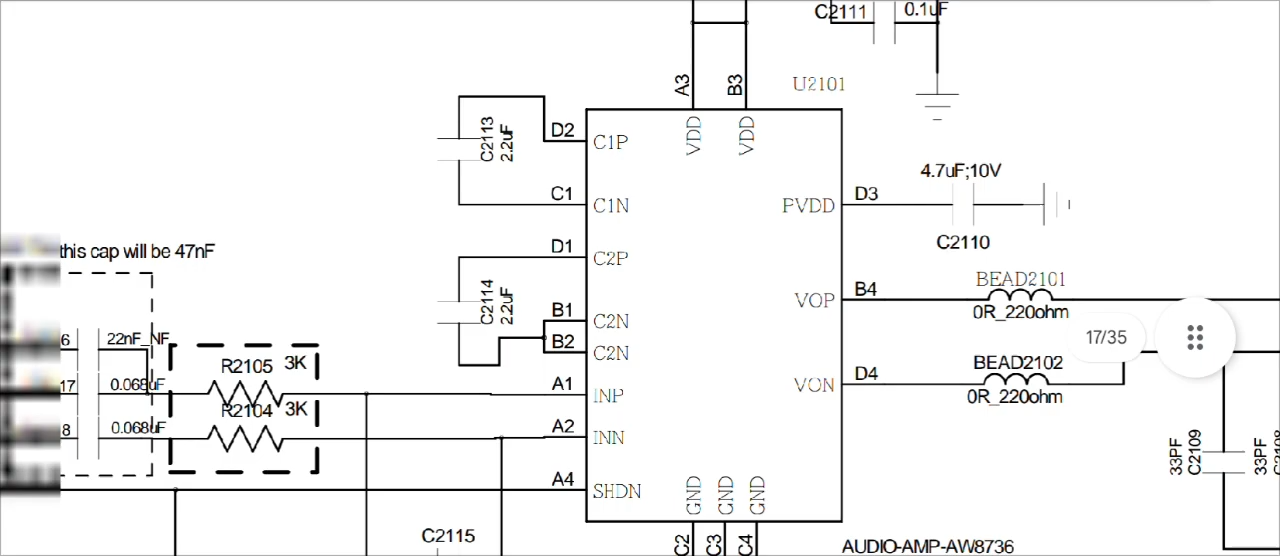 C2111
0.1uF
A3
B3
U2101
VDD
VDD
C2113
2.2uF
D2
C1P
C1
C1N
4.7uF;10V
PVDD
D3
C2110
this cap will be 47nF
D1
C2P
C2114
2.2uF
B1
C2N
B2
C2N
BEAD2101
VOP
B4
0R_220ohm
6
22nF_NF
17/35
R2105
3K
17
0.068uF
A1
INP
BEAD2102
VON
D4
0R_220ohm
R2104
3K
8
0.068uF
A2
INN
33PF
C2109
33PF
A4
SHDN
GND
GND
GND
C2115
C2
C3
C4
AUDIO-AMP-AW8736